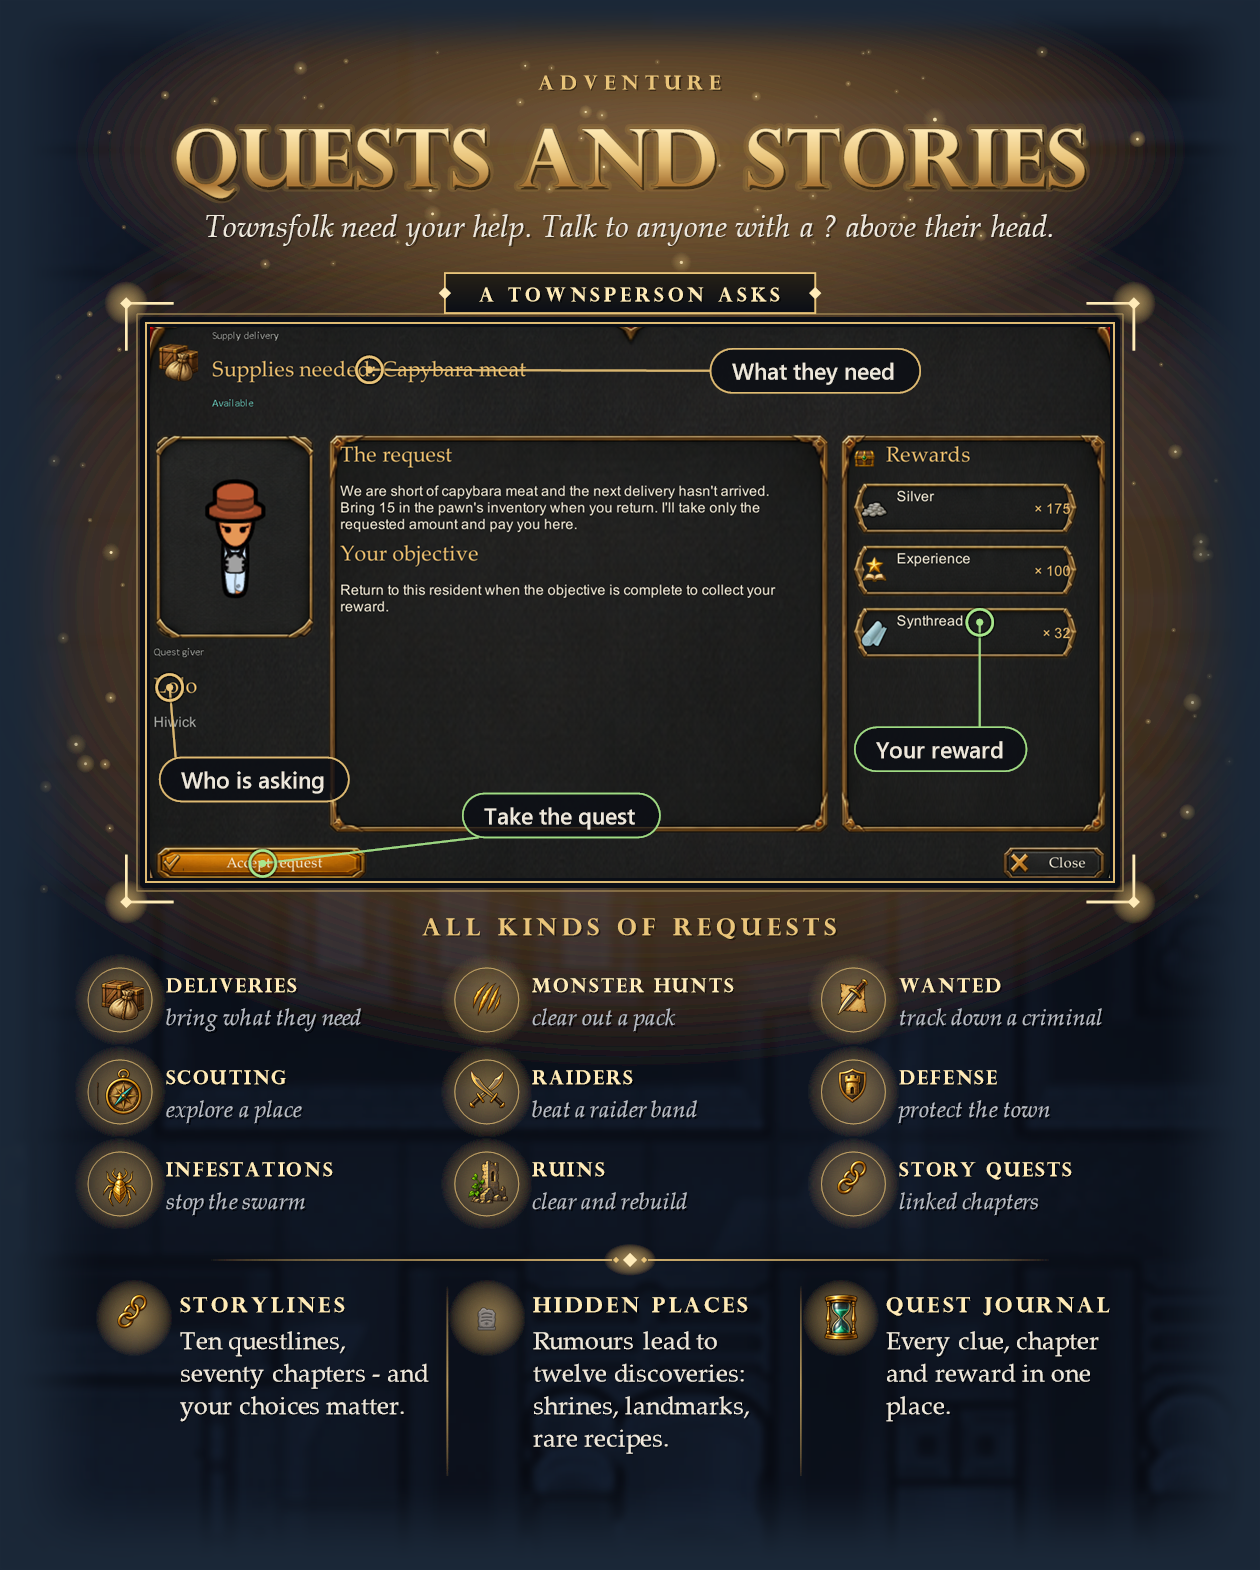 ADVENTURE
QUESTS AND STORIES
Townsfolk need your help. Talk to anyone with a ? above their head.
A TOWNSPERSON ASKS
Supply delivery
Supplies needed: Capybara meat
What they need
Available
The request
We are short of capybara meat and the next delivery hasn't arrived.
Bring 15 in the pawn's inventory when you return. I'll take only the
requested amount and pay you here.
Your objective
Return to this resident when the objective is complete to collect your
reward.
Rewards
Silver
× 175
Experience
× 100
Synthread
× 32
Your reward
Quest giver
Hiwick
Who is asking
Take the quest
Accept request
Close
ALL KINDS OF REQUESTS
DELIVERIES
bring what they need
MONSTER HUNTS
clear out a pack
WANTED
track down a criminal
SCOUTING
explore a place
RAIDERS
beat a raider band
DEFENSE
protect the town
INFESTATIONS
stop the swarm
RUINS
clear and rebuild
STORY QUESTS
linked chapters
STORYLINES
Ten questlines,
seventy chapters - and
your choices matter.
HIDDEN PLACES
Rumours lead to
twelve discoveries:
shrines, landmarks,
rare recipes.
QUEST JOURNAL
Every clue, chapter
and reward in one
place.